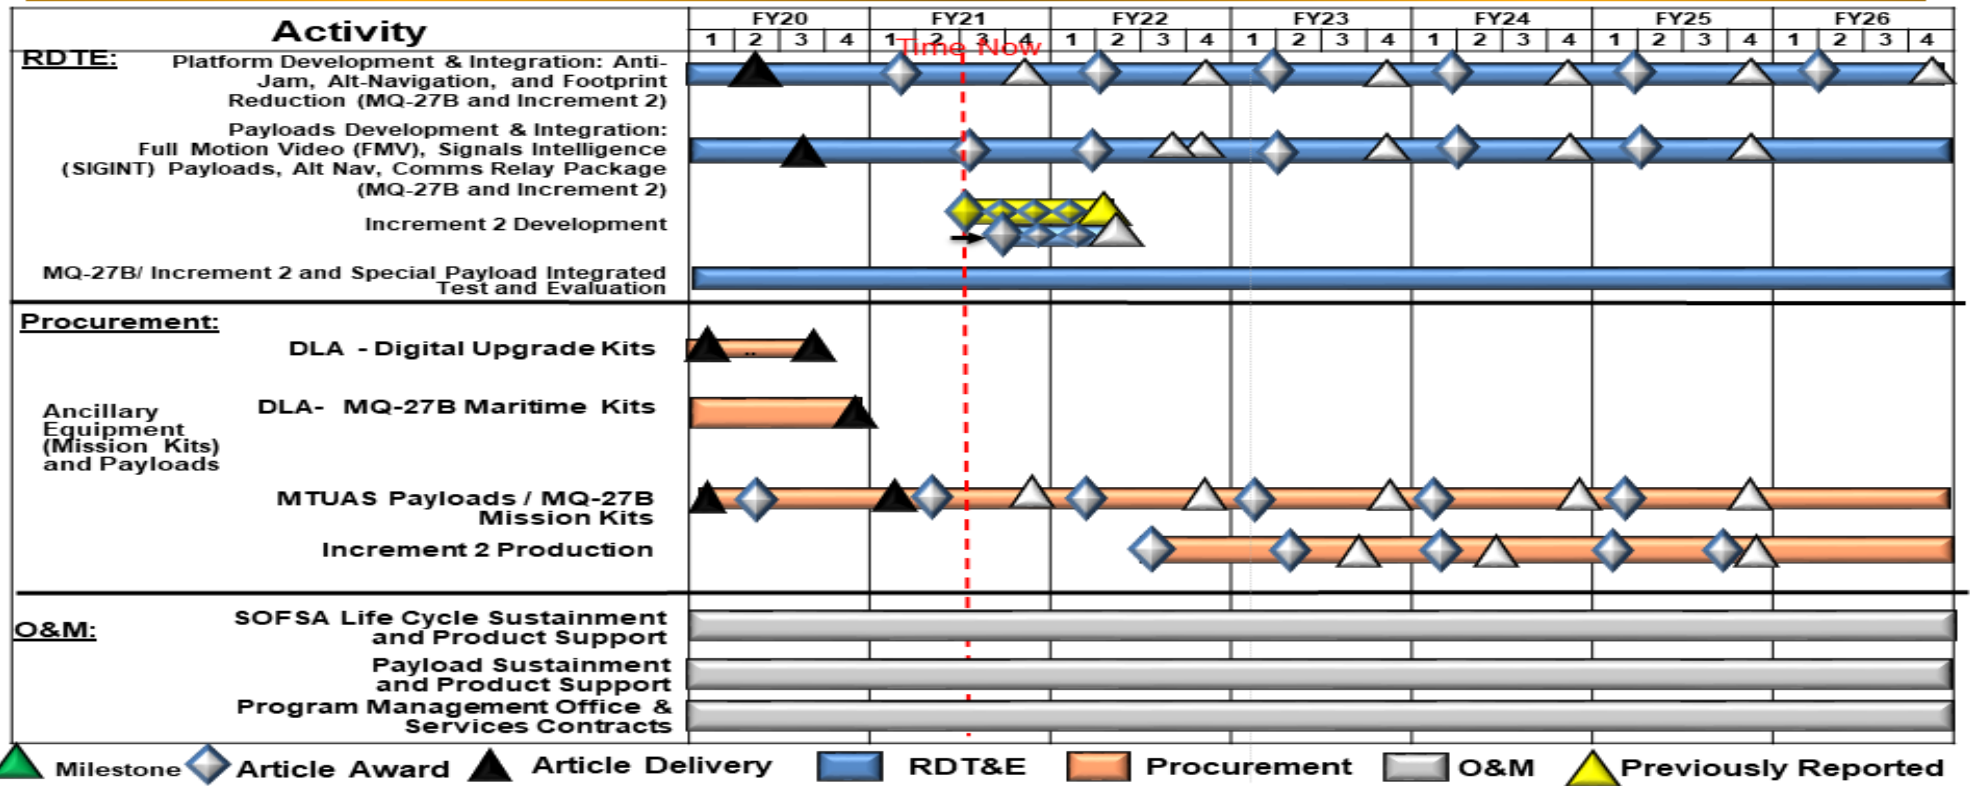 Activity
FY20 FY21 FY22 FY23 FY24 FY25 FY26
1 2 3 4 1 2 3 4 1 2 3 4 1 2 3 4 1 2 3 4 1 2 3 4 1 2 3 4
Time Now
RDTE:
Platform Development & Integration: Anti-
Jam, Alt-Navigation, and Footprint
Reduction (MQ-27B and Increment 2)
Payloads Development & Integration:
Full Motion Video (FMV), Signals Intelligence
(SIGINT) Payloads, Alt Nav, Comms Relay Package
(MQ-27B and Increment 2)
Increment 2 Development
MQ-27B/ Increment 2 and Special Payload Integrated
Test and Evaluation
Procurement:
DLA - Digital Upgrade Kits
..
Ancillary
Equipment
(Mission Kits)
and Payloads
DLA- MQ-27B Maritime Kits
MTUAS Payloads / MQ-27B
Mission Kits
Increment 2 Production
O&M:
SOFSA Life Cycle Sustainment
and Product Support
Payload Sustainment
and Product Support
Program Management Office &
Services Contracts
Milestone Article Award Article Delivery RDT&E Procurement O&M Previously Reported